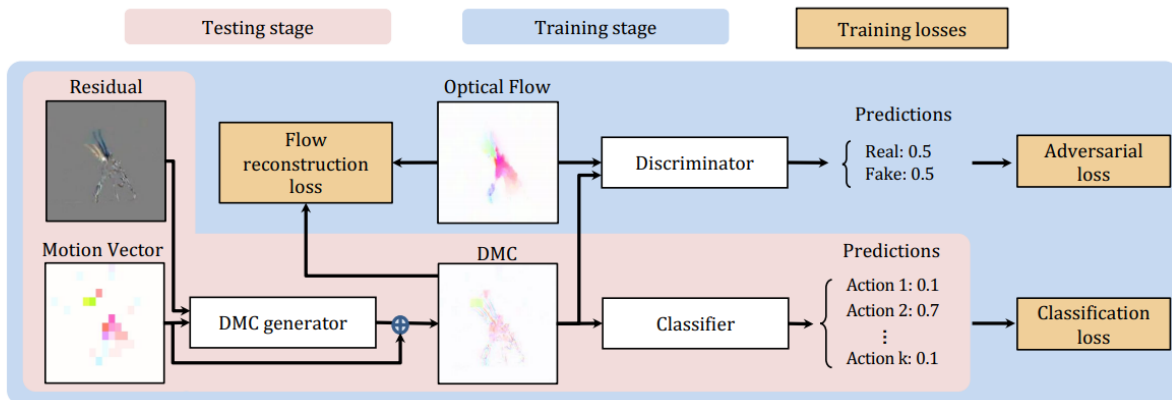 Testing stage
Training stage
Training losses
Residual
Optical Flow
Predictions
Flow
reconstruction
loss
Discriminator
Real: 0.5
Fake: 0.5
Adversarial
loss
Motion Vector
DMC
Predictions
DMC generator
Classifier
Action 1: 0.1
Action 2: 0.7
⋮
Action k: 0.1
Classification
loss